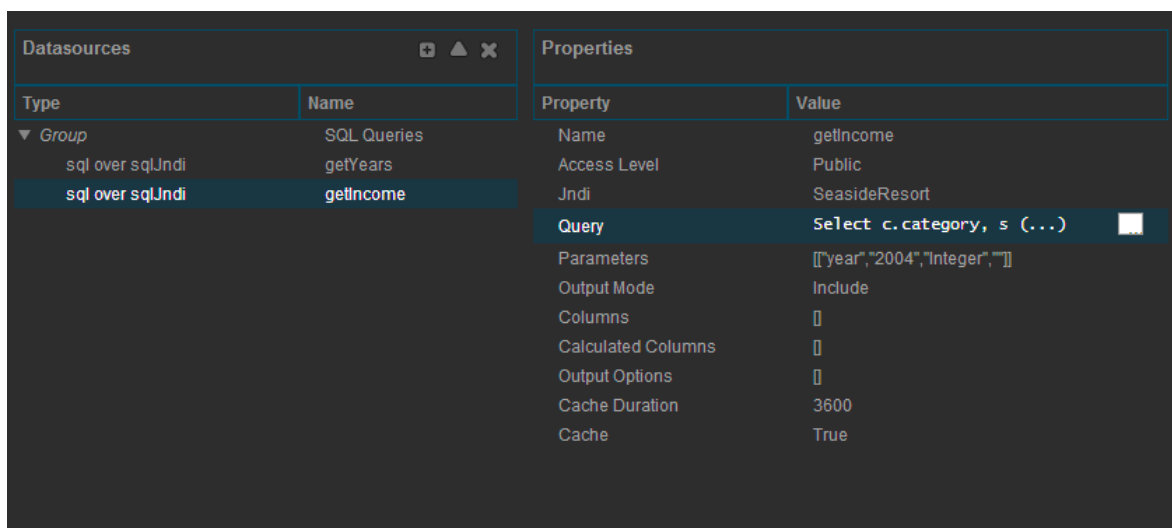 Datasources
Type Name
Group SQL Queries
sql over sqlJndi getYears
sql over sqlJndi getIncome
Properties
Property Value
Name getIncome
Access Level Public
Jndi SeasideResort
Query Select c.category, s (...)
...
Parameters [["year","2004","Integer",""]]
Output Mode Include
Columns []
Calculated Columns []
Output Options []
Cache Duration 3600
Cache True